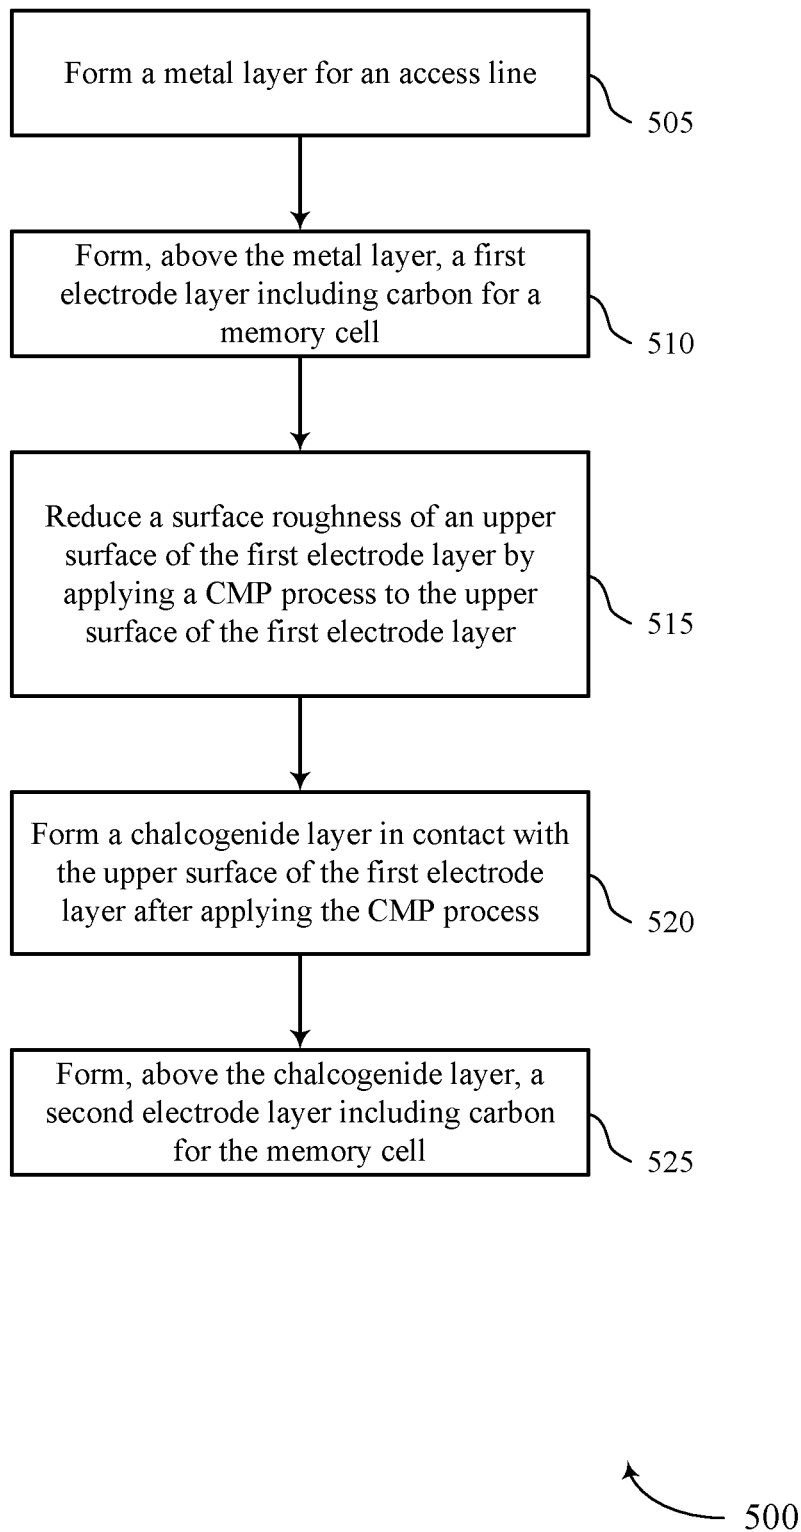 Form a metal layer for an access line
505
Form, above the metal layer, a first
electrode layer including carbon for a
memory cell
510
Reduce a surface roughness of an upper
surface of the first electrode layer by
applying a CMP process to the upper
surface of the first electrode layer
515
Form a chalcogenide layer in contact with
the upper surface of the first electrode
layer after applying the CMP process
520
Form, above the chalcogenide layer, a
second electrode layer including carbon
for the memory cell
525
500